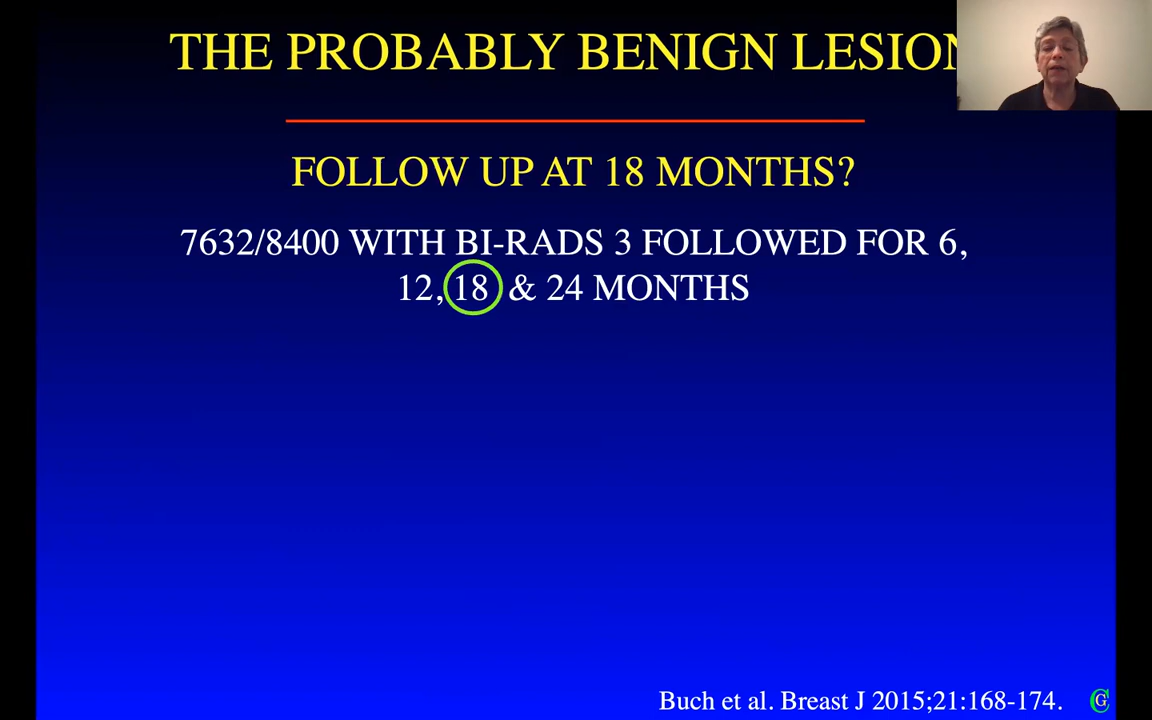 THE PROBABLY BENIGN LESION
FOLLOW UP AT 18 MONTHS?
7632/8400 WITH BI-RADS 3 FOLLOWED FOR 6,
12, 18 & 24 MONTHS
Buch et al. Breast J 2015;21:168-174.